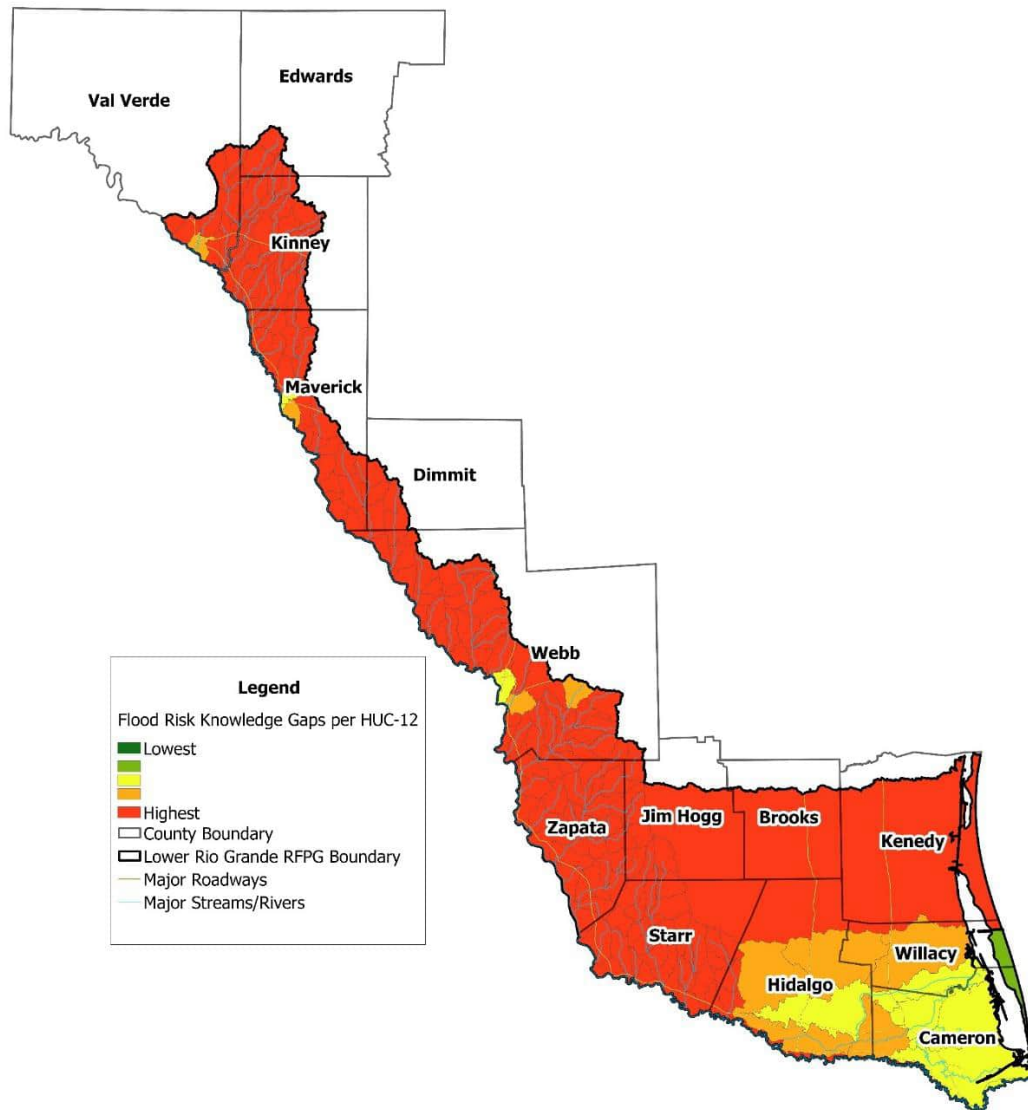 Edwards
Val Verde
Kinney
Maverick
Dimmit
Webb
Legend
Flood Risk Knowledge Gaps per HUC-12
Lowest
Highest
County Boundary
Lower Rio Grande RFPG Boundary
Major Roadways
Major Streams/Rivers
Zapata
Jim Hogg
Brooks
Kenedy
Starr
Willacy
Hidalgo
Cameron